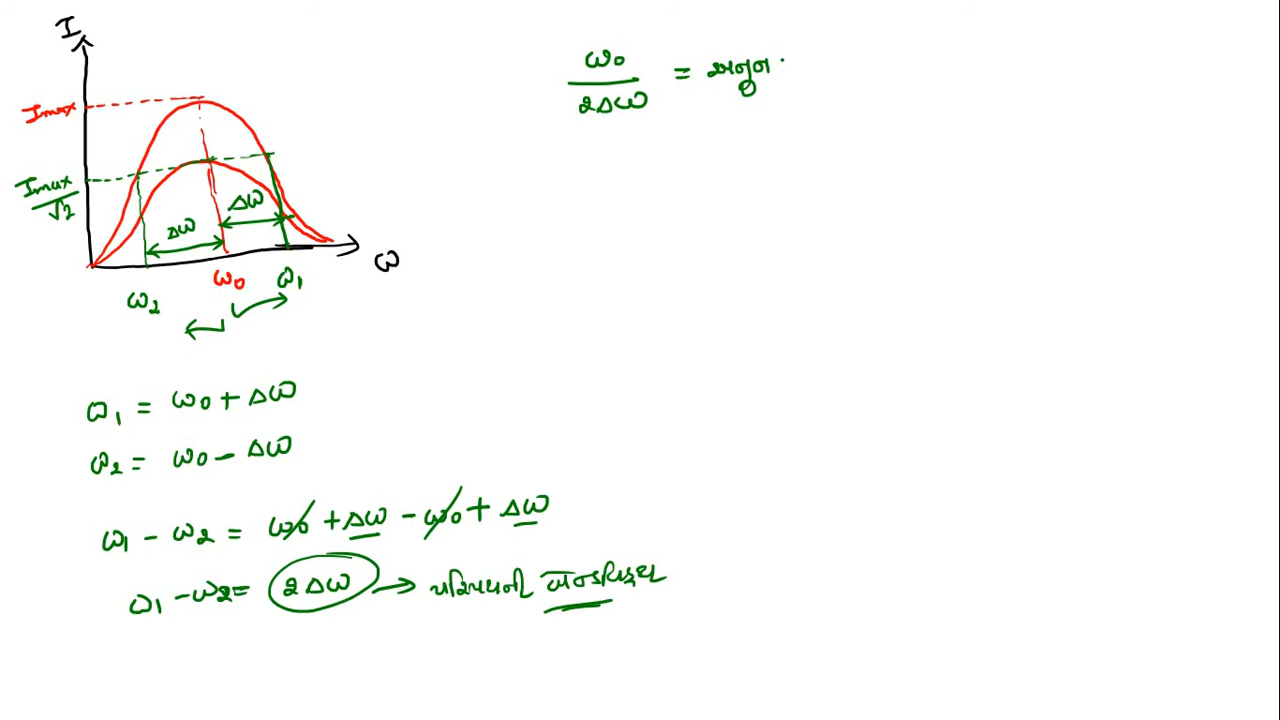 I
Imax
Imax/√2
Δω
Δω
ω
ω₂
ω₀
ω₁
ω₀/2Δω = અનુના
ω₁ = ω₀ + Δω
ω₂ = ω₀ - Δω
ω₁ - ω₂ = ω₀ + Δω - ω₀ + Δω
ω₁ - ω₂ = 2Δω → પરિપથની બેન્ડવિડ્થ